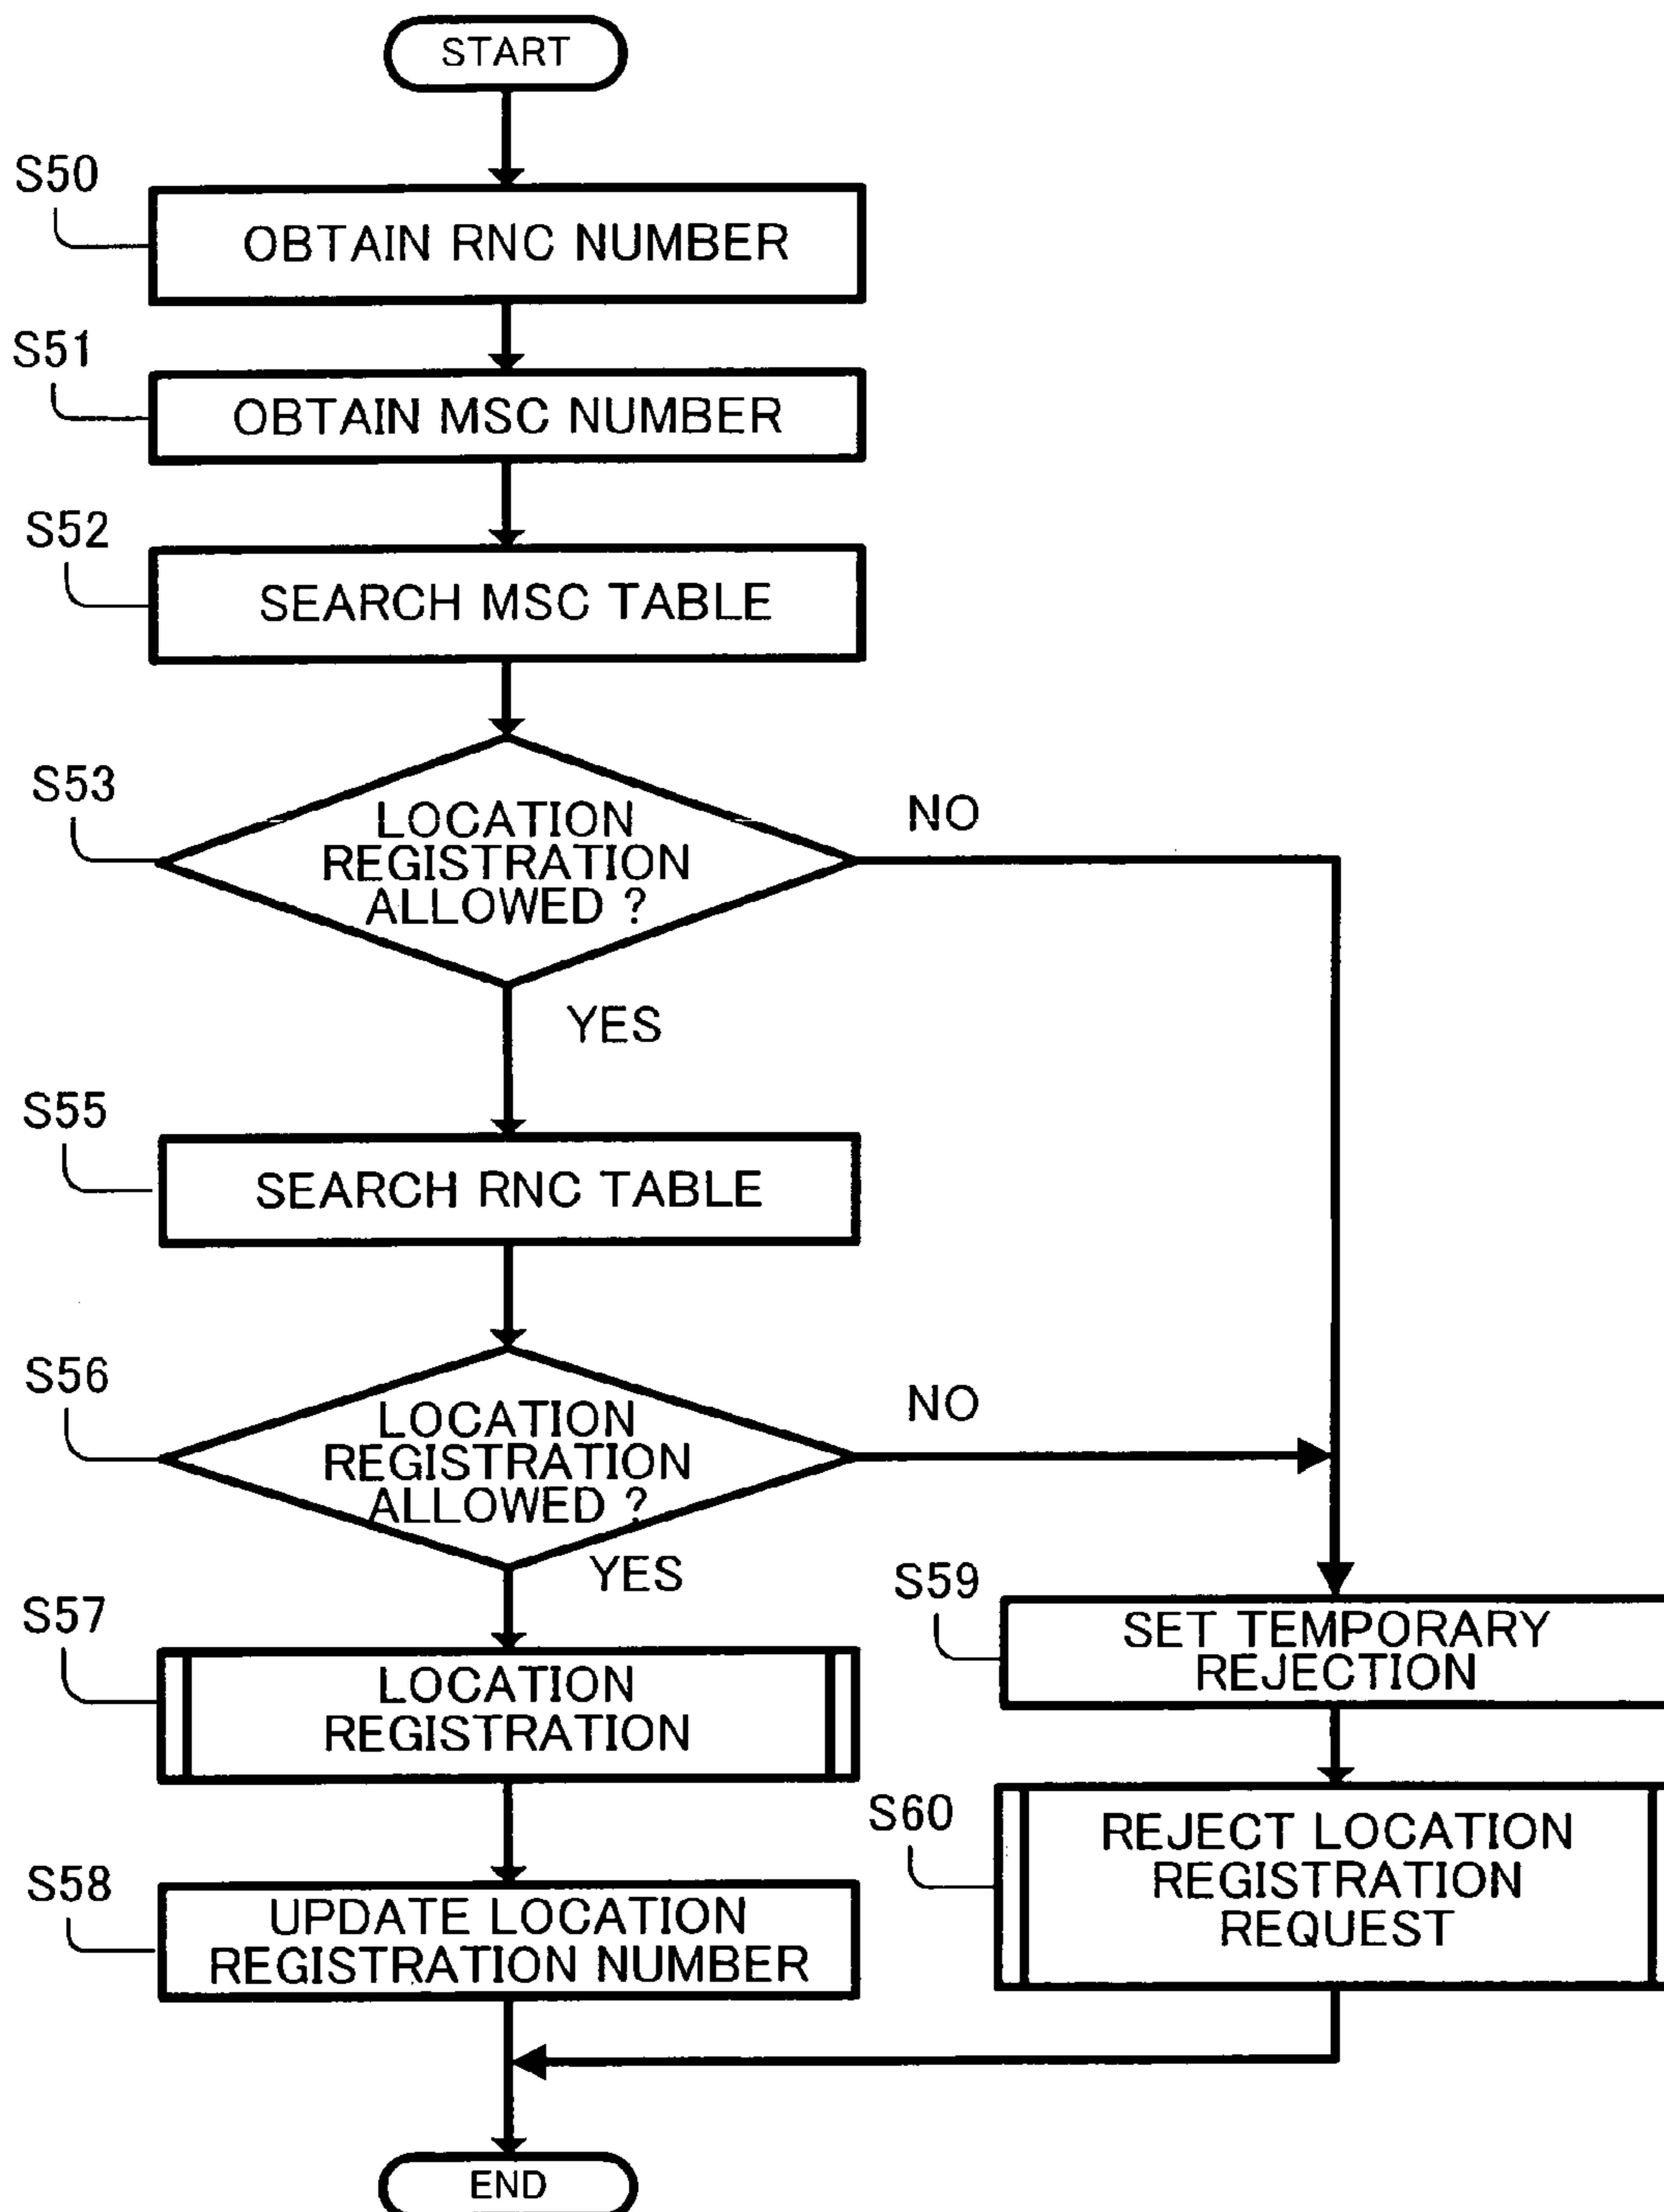 START
S50
OBTAIN RNC NUMBER
S51
OBTAIN MSC NUMBER
S52
SEARCH MSC TABLE
S53
LOCATION
REGISTRATION
ALLOWED ?
NO
YES
S55
SEARCH RNC TABLE
S56
LOCATION
REGISTRATION
ALLOWED ?
NO
YES
S57
LOCATION
REGISTRATION
S58
UPDATE LOCATION
REGISTRATION NUMBER
S59
SET TEMPORARY
REJECTION
S60
REJECT LOCATION
REGISTRATION
REQUEST
END